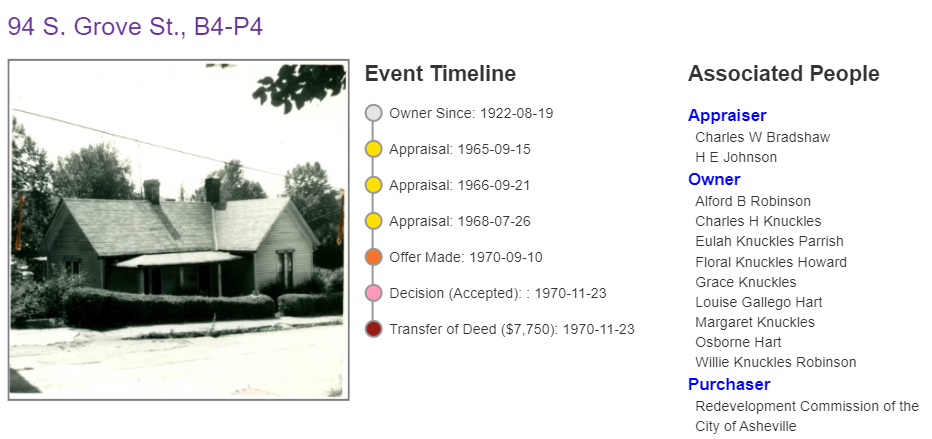 94 S. Grove St., B4-P4
Event Timeline
Owner Since: 1922-08-19
Appraisal: 1965-09-15
Appraisal: 1966-09-21
Appraisal: 1968-07-26
Offer Made: 1970-09-10
Decision (Accepted): : 1970-11-23
Transfer of Deed ($7,750): 1970-11-23
Associated People
Appraiser
Charles W Bradshaw
H E Johnson
Owner
Alford B Robinson
Charles H Knuckles
Eulah Knuckles Parrish
Floral Knuckles Howard
Grace Knuckles
Louise Gallego Hart
Margaret Knuckles
Osborne Hart
Willie Knuckles Robinson
Purchaser
Redevelopment Commission of the
City of Asheville